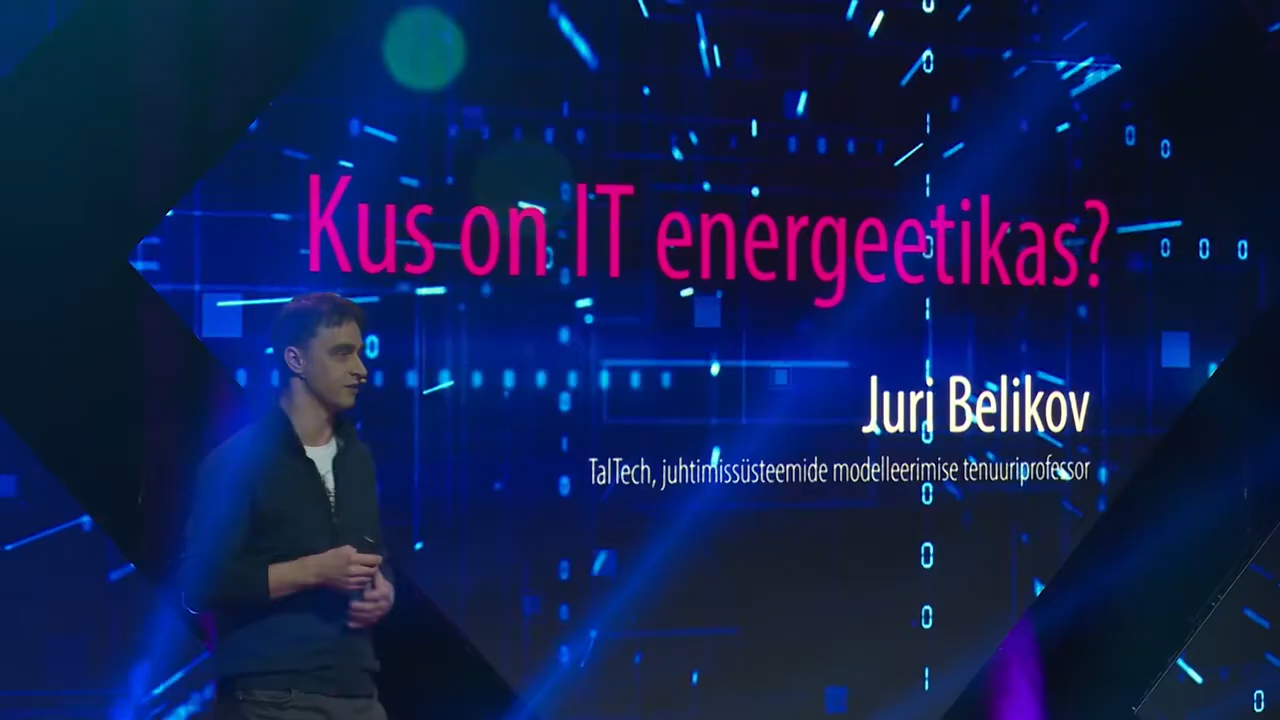 Kus on IT energeetikas?
Juri Belikov
TalTech, juhtimissüsteemide modelleerimise tenuuriprofessor